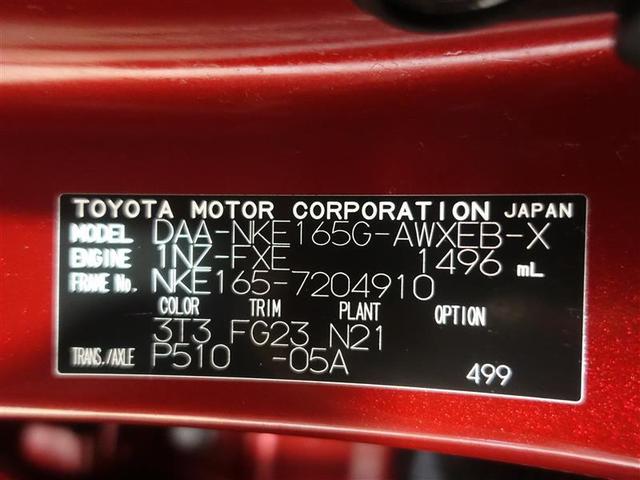 TOYOTA MOTOR CORPORATION JAPAN
MODEL DAA-NKE165G-AWXEB-X
ENGINE 1NZ-FXE 1496 mL
FRAME No. NKE165-7204910
COLOR TRIM PLANT OPTION
3T3 FG23 N21
TRANS./AXLE P510 -05A
499